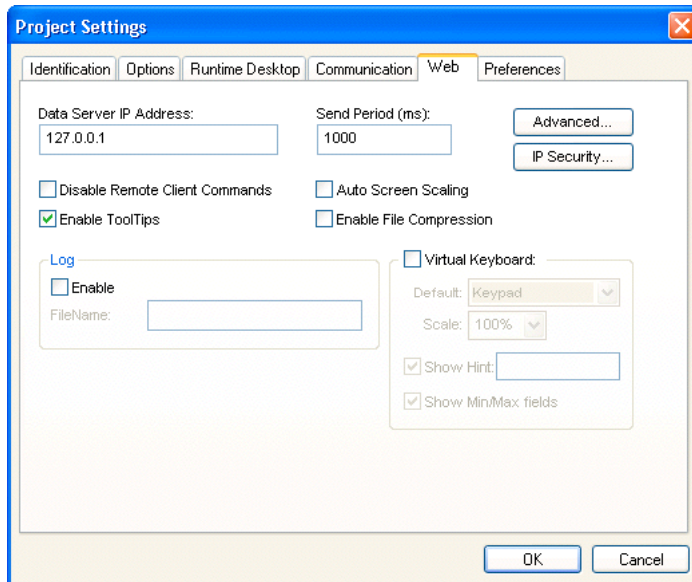 Project Settings
Identification Options Runtime Desktop Communication Web Preferences
Data Server IP Address: Send Period (ms):
127.0.0.1 1000 Advanced...
IP Security...
Disable Remote Client Commands Auto Screen Scaling
Enable ToolTips Enable File Compression
Log Virtual Keyboard:
Enable
Default: Keypad
FileName:
Scale: 100%
Show Hint:
Show Min/Max fields
OK Cancel